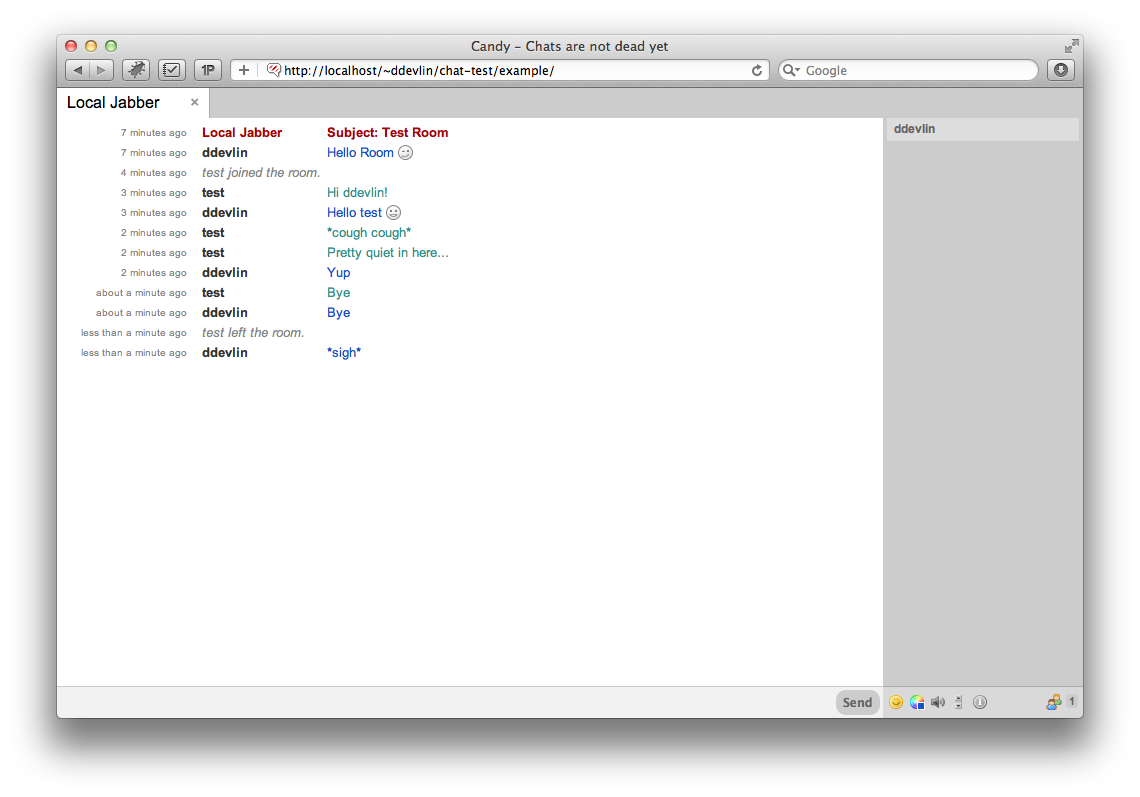 Candy – Chats are not dead yet
1P + http://localhost/~ddevlin/chat-test/example/ Google
Local Jabber ×
7 minutes ago Local Jabber Subject: Test Room
ddevlin
7 minutes ago ddevlin Hello Room
4 minutes ago test joined the room.
3 minutes ago test Hi ddevlin!
3 minutes ago ddevlin Hello test
2 minutes ago test *cough cough*
2 minutes ago test Pretty quiet in here...
2 minutes ago ddevlin Yup
about a minute ago test Bye
about a minute ago ddevlin Bye
less than a minute ago test left the room.
less than a minute ago ddevlin *sigh*
Send 1